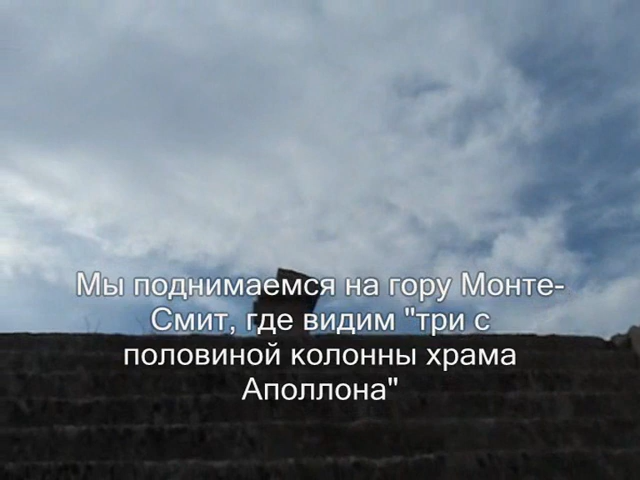 Мы поднимаемся на гору Монте-
Смит, где видим "три с
половиной колонны храма
Аполлона"